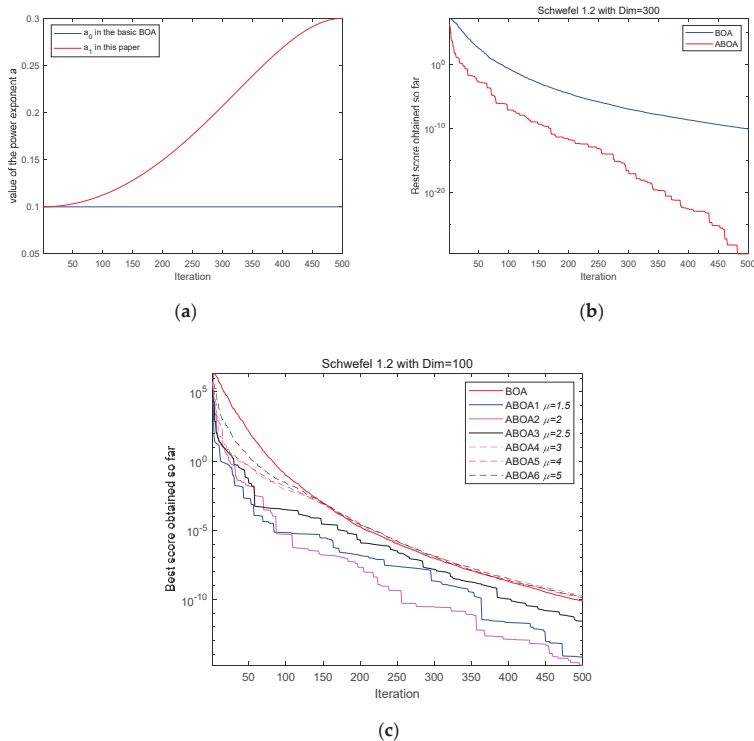 0.3
0.25
0.2
0.15
0.1
0.05
value of the power exponent a
a0 in the basic BOA
a1 in this paper
50 100 150 200 250 300 350 400 450 500
Iteration
(a)
Schwefel 1.2 with Dim=300
10^0
10^-10
10^-20
Best score obtained so far
BOA
ABOA
50 100 150 200 250 300 350 400 450 500
Iteration
(b)
Schwefel 1.2 with Dim=100
10^5
10^0
10^-5
10^-10
Best score obtained so far
BOA
ABOA1 μ=1.5
ABOA2 μ=2
ABOA3 μ=2.5
ABOA4 μ=3
ABOA5 μ=4
ABOA6 μ=5
50 100 150 200 250 300 350 400 450 500
Iteration
(c)